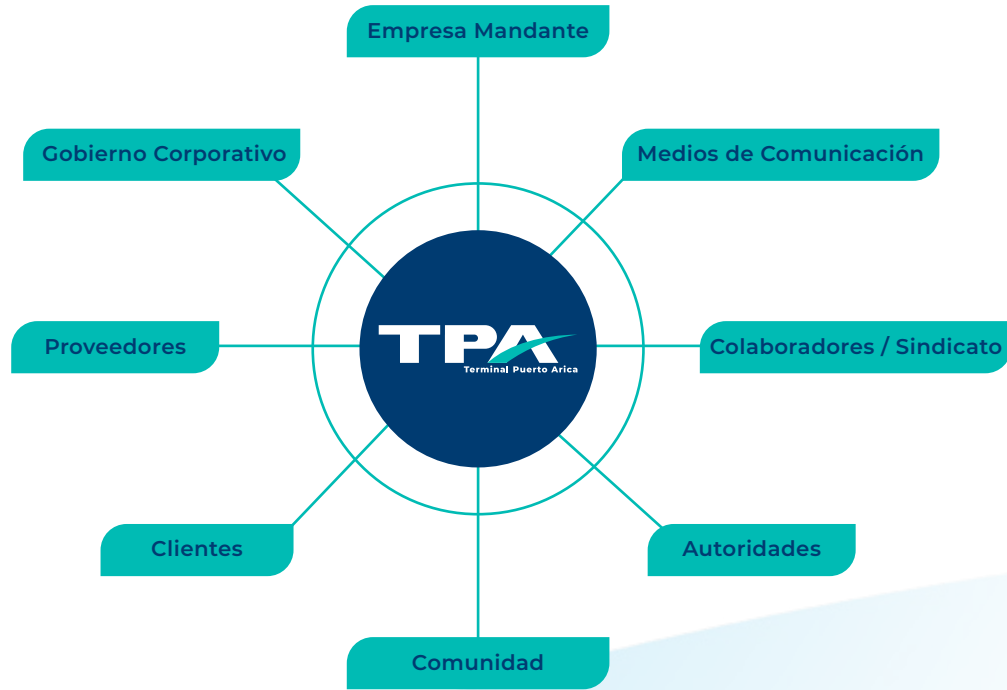 Empresa Mandante
Gobierno Corporativo
Medios de Comunicación
TPA
Terminal Puerto Arica
Proveedores
Colaboradores / Sindicato
Clientes
Autoridades
Comunidad